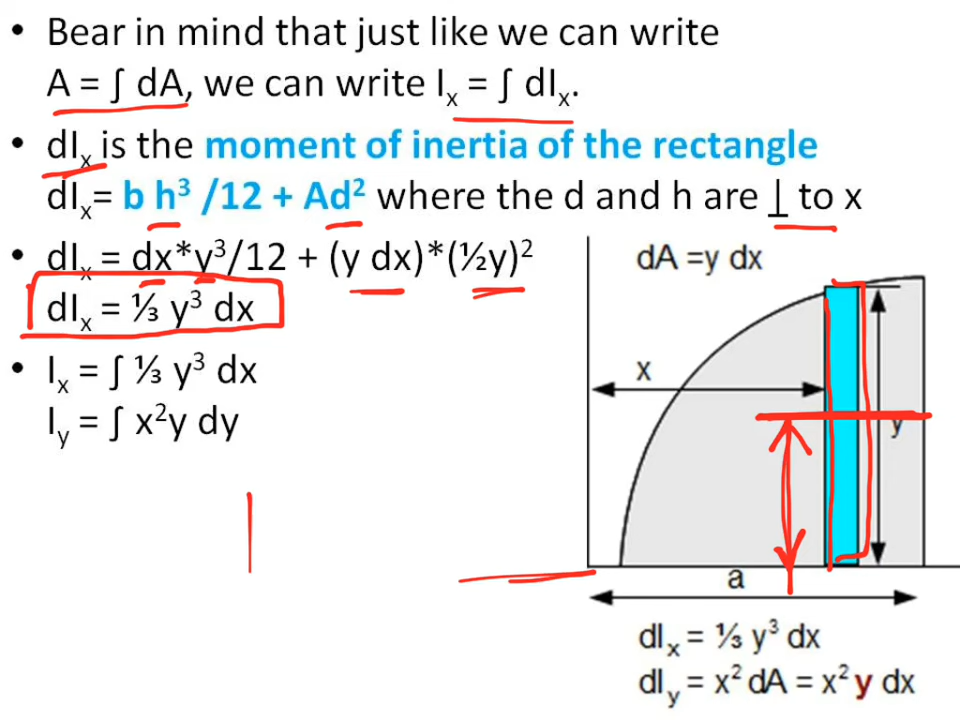 • Bear in mind that just like we can write
A = ∫ dA, we can write Iₓ = ∫ dIₓ.
• dIₓ is the moment of inertia of the rectangle
dIₓ= b h³ /12 + Ad² where the d and h are ⊥ to x
• dIₓ = dx*y³/12 + (y dx)*(½y)²
dIₓ = ⅓ y³ dx
• Iₓ = ∫ ⅓ y³ dx
I_y = ∫ x²y dy
dA =y dx
x
y
a
dIₓ = ⅓ y³ dx
dI_y = x² dA = x² y dx